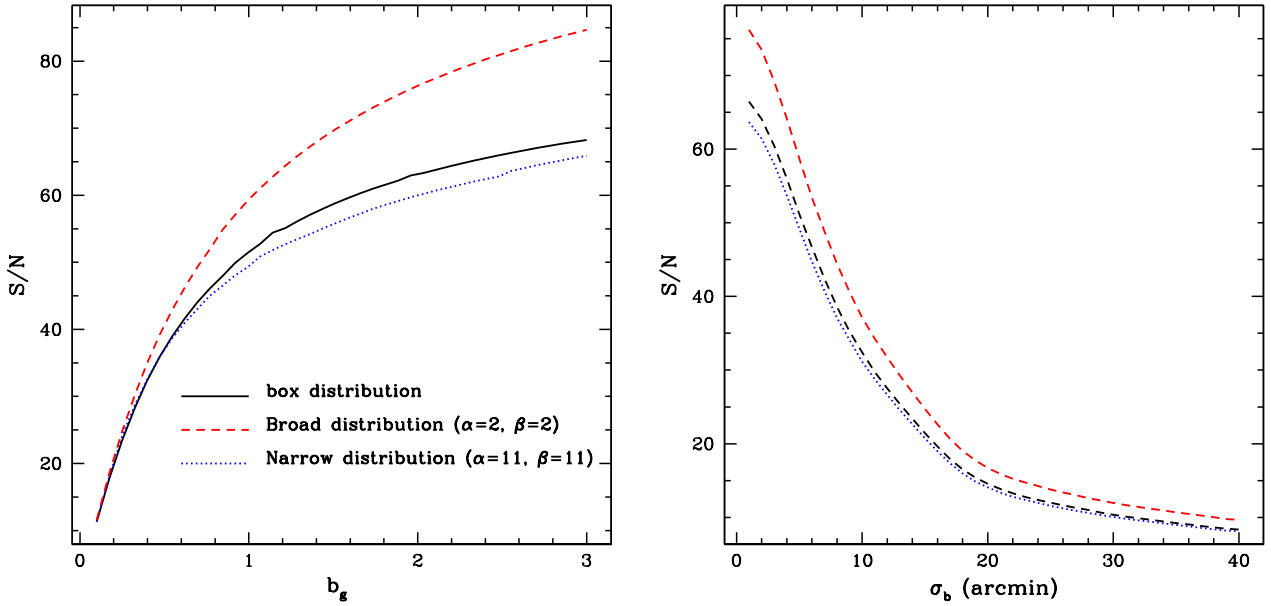 80
60
40
20
S/N
box distribution
Broad distribution (α=2, β=2)
Narrow distribution (α=11, β=11)
0 1 2 3
b_g
60
40
20
S/N
0 10 20 30 40
σ_b (arcmin)